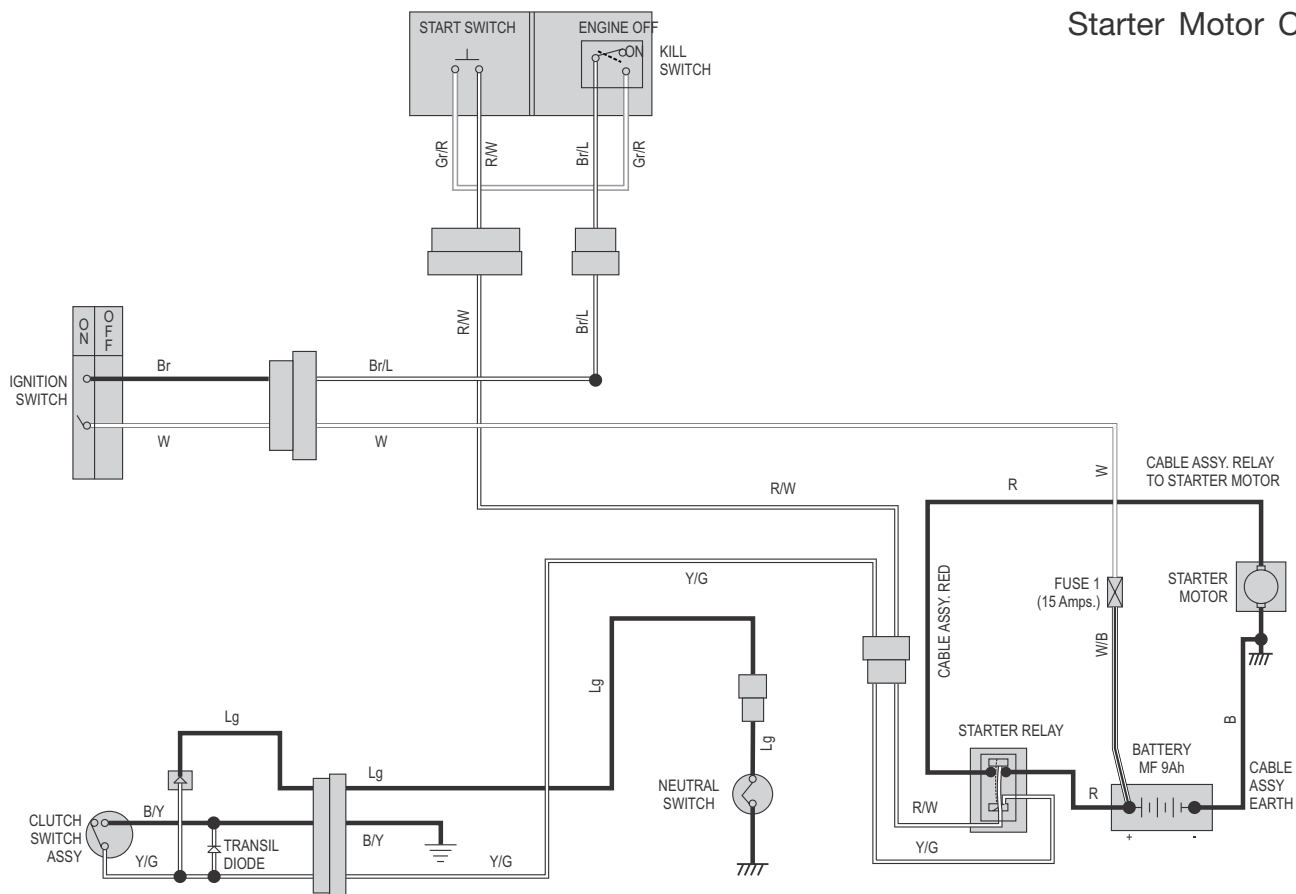 Starter Motor C
START SWITCH
ENGINE OFF
ON
KILL
SWITCH
Gr/R
R/W
Br/L
Gr/R
R/W
Br/L
ON
OFF
IGNITION
SWITCH
Br
Br/L
W
W
W
CABLE ASSY. RELAY
TO STARTER MOTOR
R
R/W
Y/G
CABLE ASSY. RED
FUSE 1
(15 Amps.)
STARTER
MOTOR
W/B
Lg
B
Lg
Lg
STARTER RELAY
BATTERY
MF 9Ah
CABLE
ASSY
EARTH
Lg
NEUTRAL
SWITCH
R
R/W
CLUTCH
SWITCH
ASSY
B/Y
B/Y
Y/G
TRANSIL
DIODE
Y/G
Y/G
+
-